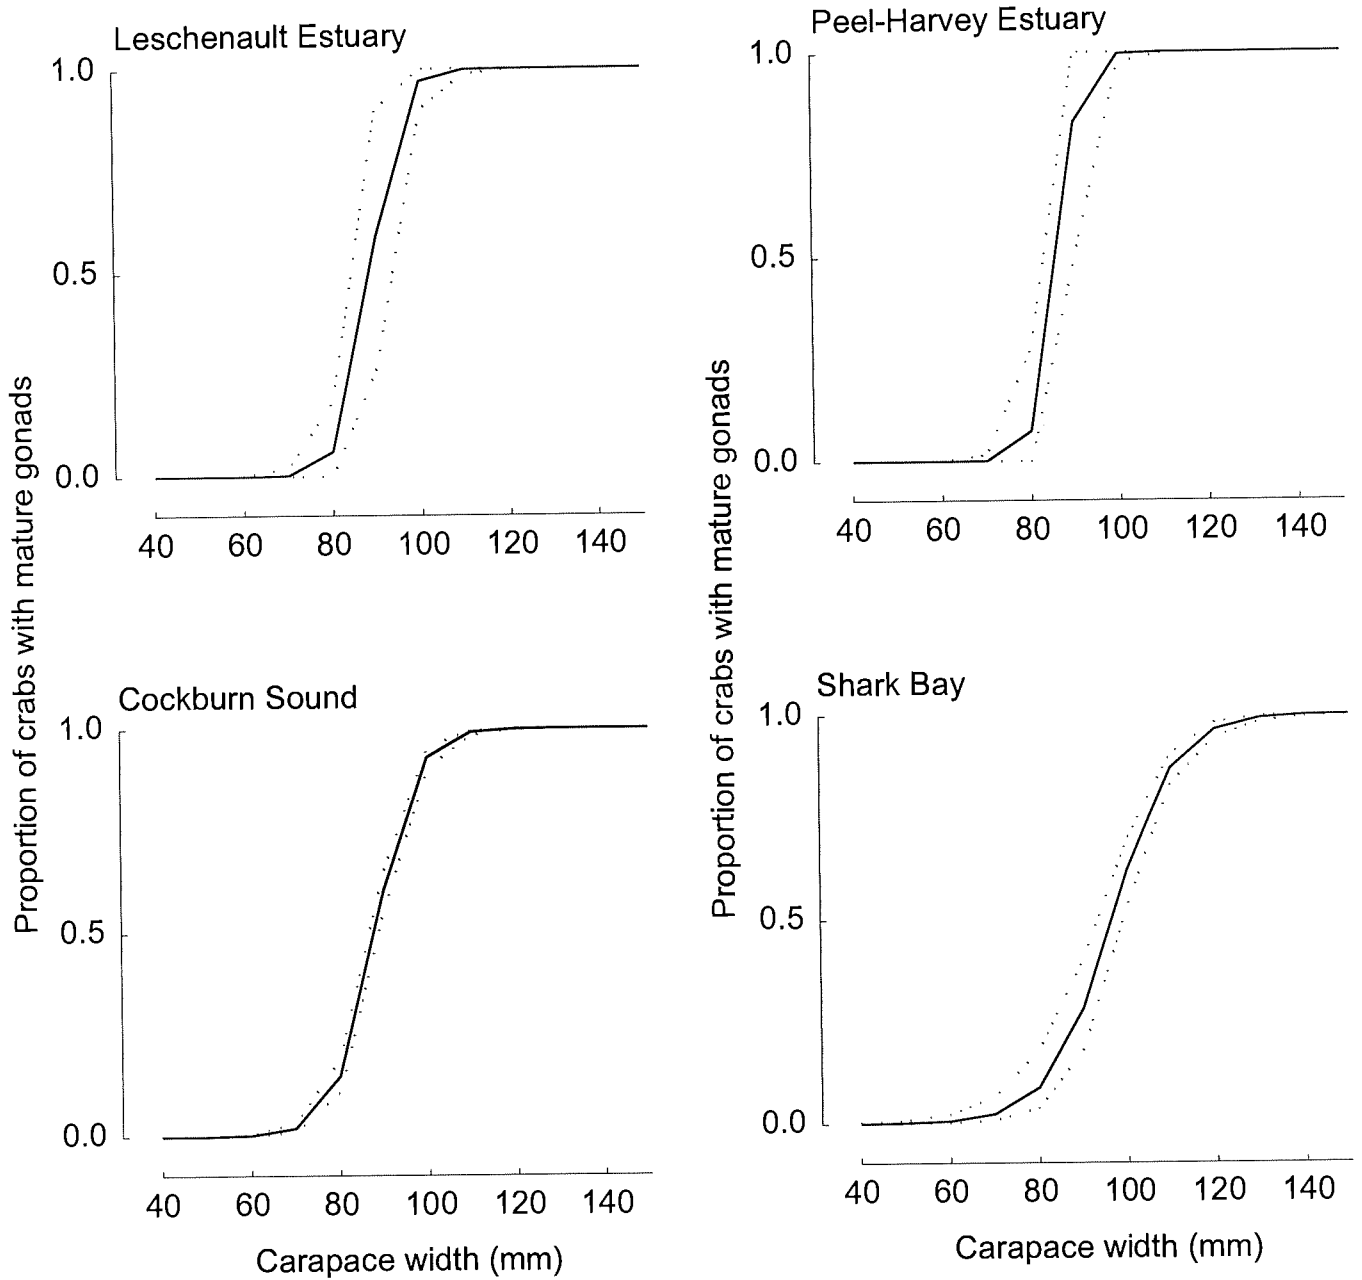 Leschenault Estuary
1.0
0.5
0.0
40 60 80 100 120 140
Peel-Harvey Estuary
1.0
0.5
0.0
40 60 80 100 120 140
Proportion of crabs with mature gonads
Proportion of crabs with mature gonads
Cockburn Sound
1.0
0.5
0.0
40 60 80 100 120 140
Carapace width (mm)
Shark Bay
1.0
0.5
0.0
40 60 80 100 120 140
Carapace width (mm)